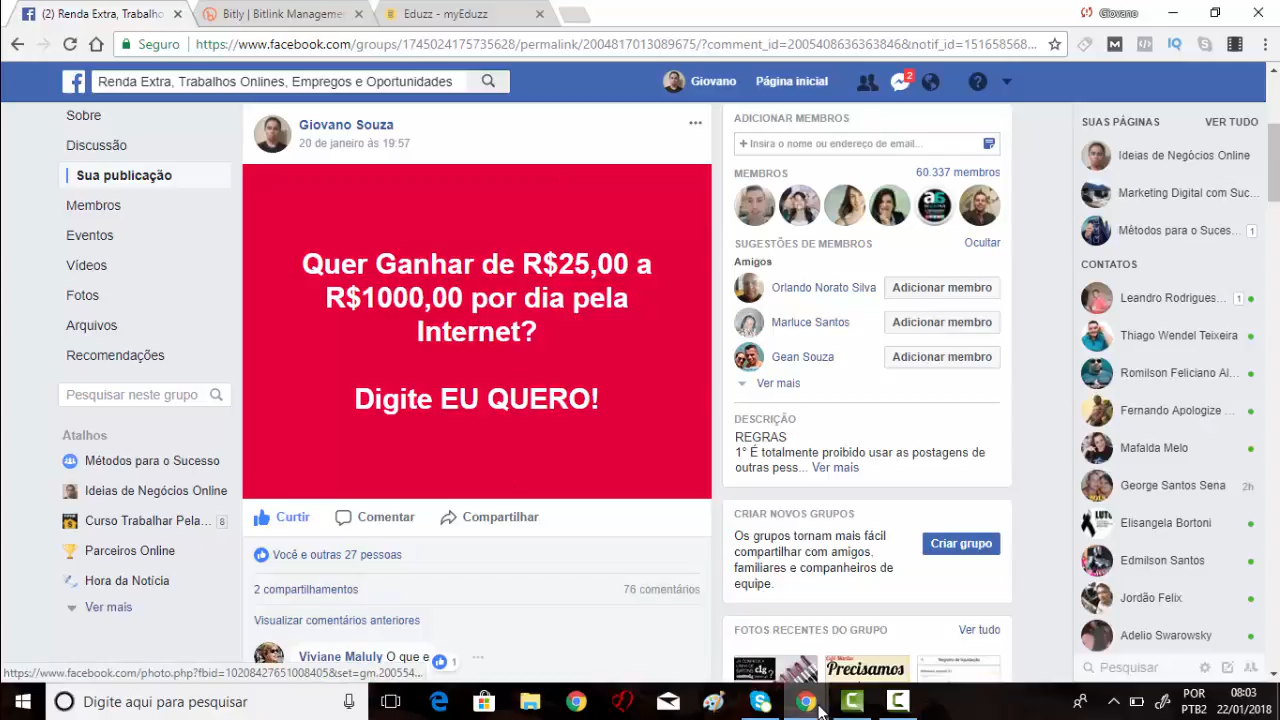 (2) Renda Extra, Trabalho
Bitly | Bitlink Manageme
Eduzz - myEduzz
Giovano
Seguro
https://www.facebook.com/groups/1745024175735628/permalink/2004817013089675/?comment_id=2005408636363846&notif_id=1516585 68...
Renda Extra, Trabalhos Onlines, Empregos e Oportunidades
Giovano
Página inicial
2
Sobre
Discussão
Sua publicação
Membros
Eventos
Vídeos
Fotos
Arquivos
Recomendações
Pesquisar neste grupo
Atalhos
Métodos para o Sucesso
Ideias de Negócios Online
Curso Trabalhar Pela... 8
Parceiros Online
Hora da Notícia
Ver mais
Giovano Souza
20 de janeiro às 19:57
Quer Ganhar de R$25,00 a
R$1000,00 por dia pela
Internet?
Digite EU QUERO!
Curtir
Comentar
Compartilhar
Você e outras 27 pessoas
2 compartilhamentos
76 comentários
Visualizar comentários anteriores
Viviane Maluly O que e
1
ADICIONAR MEMBROS
+ Insira o nome ou endereço de email...
MEMBROS
60.337 membros
SUGESTÕES DE MEMBROS
Ocultar
Amigos
Orlando Norato Silva
Adicionar membro
Marluce Santos
Adicionar membro
Gean Souza
Adicionar membro
Ver mais
DESCRIÇÃO
REGRAS
1° É totalmente proibido usar as postagens de
outras pess... Ver mais
CRIAR NOVOS GRUPOS
Os grupos tornam mais fácil
compartilhar com amigos,
familiares e companheiros de
equipe.
Criar grupo
FOTOS RECENTES DO GRUPO
Ver tudo
Precisamos
SUAS PÁGINAS
VER TUDO
Ideias de Negócios Online
Marketing Digital com Suc...
Métodos para o Suces... 1
CONTATOS
Leandro Rodrigues... 1
Thiago Wendel Teixeira
Romilson Feliciano Al...
Fernando Apologize ...
Mafalda Melo
George Santos Sena 2h
Elisangela Bortoni
Edmilson Santos
Jordão Felix
Adelio Swarowsky
Pesquisar
https://www.facebook.com/photo.php?fbid=10208427651008405&set=gm.200554...
Digite aqui para pesquisar
POR
PTB2
08:03
22/01/2018